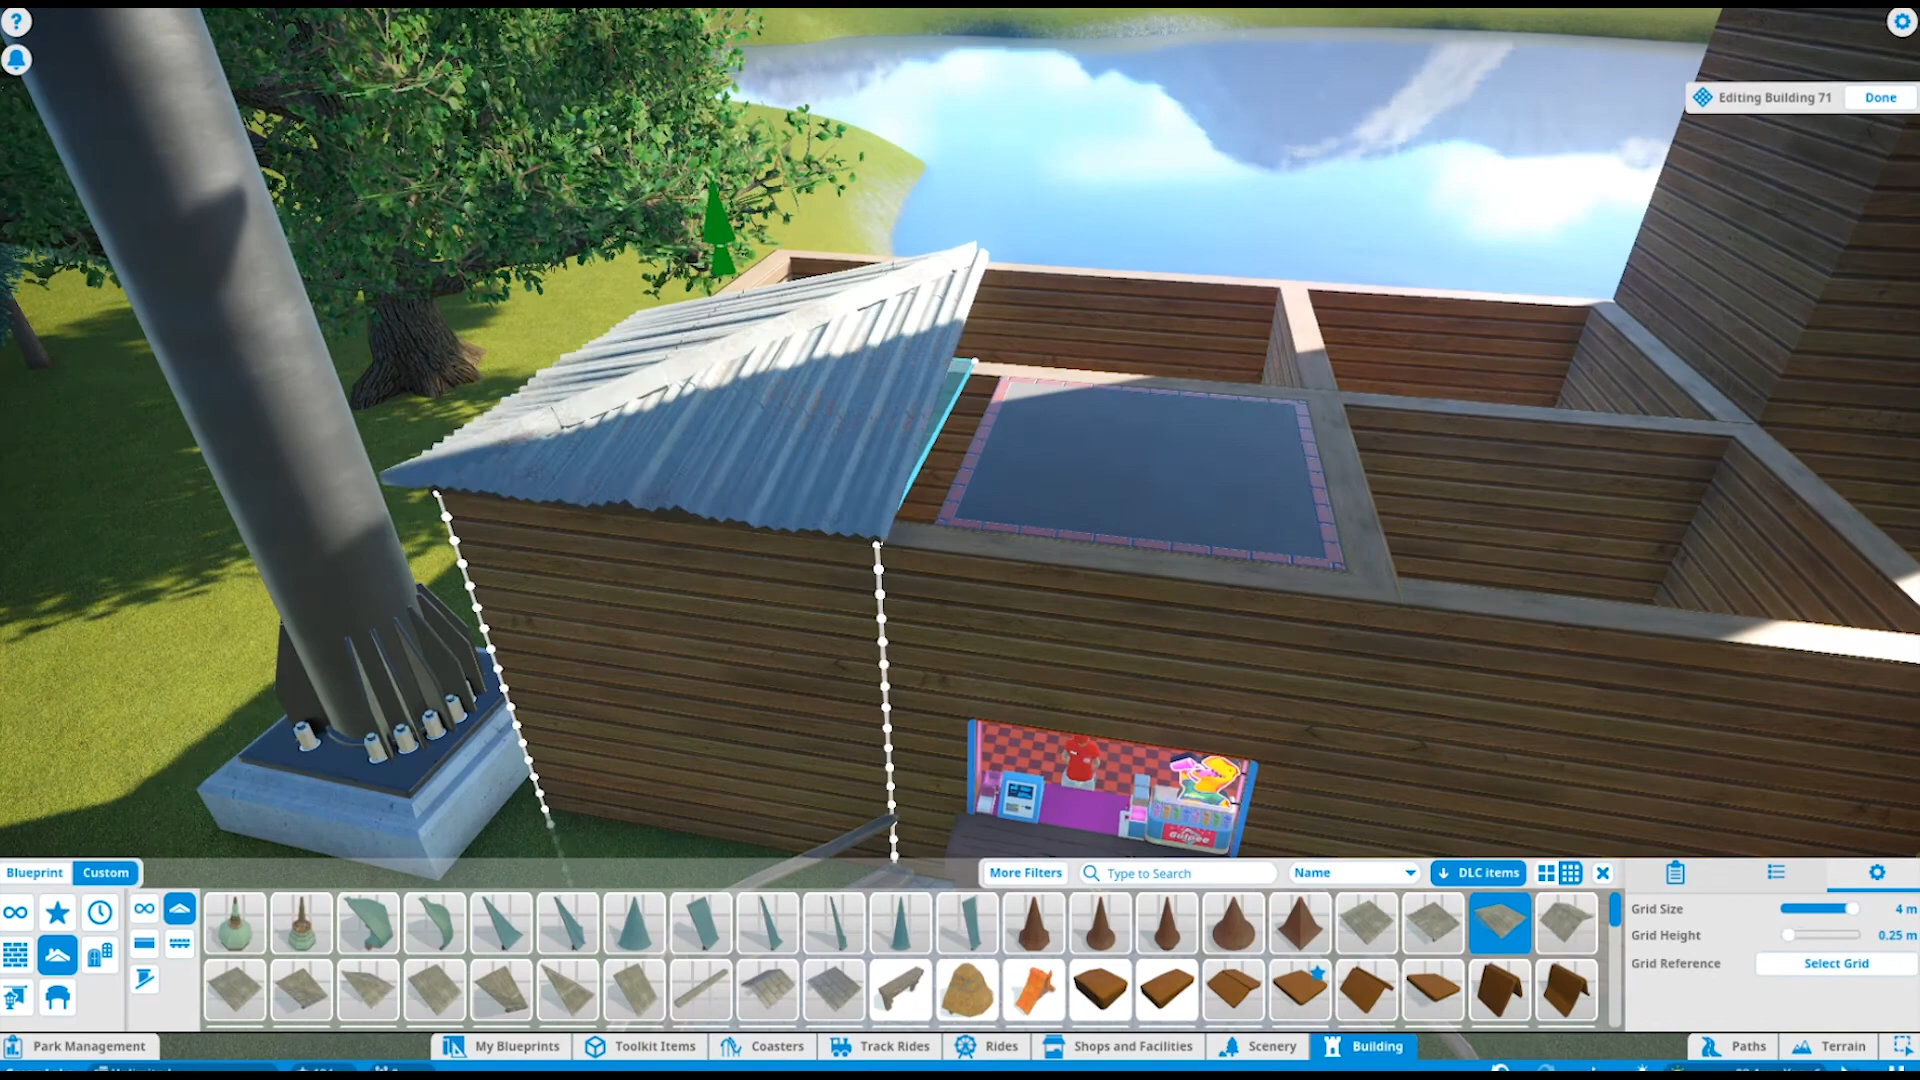 ?
Editing Building 71
Done
Gulpee
Blueprint
Custom
More Filters
Type to Search
Name
DLC items
Grid Size
4 m
Grid Height
0.25 m
Grid Reference
Select Grid
Park Management
My Blueprints
Toolkit Items
Coasters
Track Rides
Rides
Shops and Facilities
Scenery
Building
Paths
Terrain